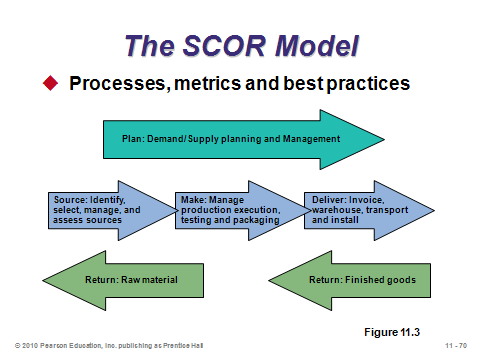 The SCOR Model
Processes, metrics and best practices
Plan: Demand/Supply planning and Management
Source: Identify,
select, manage, and
assess sources
Make: Manage
production execution,
testing and packaging
Deliver: Invoice,
warehouse, transport
and install
Return: Raw material
Return: Finished goods
Figure 11.3
© 2010 Pearson Education, Inc. publishing as Prentice Hall
11 - 70